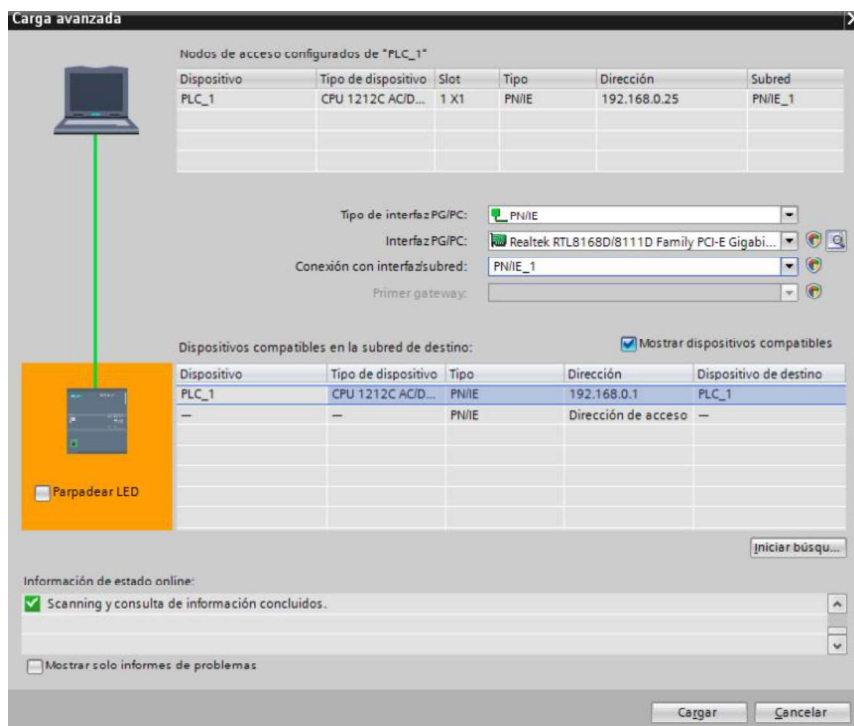 Carga avanzada
Nodos de acceso configurados de "PLC_1"
Dispositivo Tipo de dispositivo Slot Tipo Dirección Subred
PLC_1 CPU 1212C AC/D... 1 X1 PN/IE 192.168.0.25 PN/IE_1
Tipo de interfaz PG/PC: PN/IE
Interfaz PG/PC: Realtek RTL8168D/8111D Family PCI-E Gigabi...
Conexión con interfaz/subred: PN/IE_1
Primer gateway:
Dispositivos compatibles en la subred de destino: Mostrar dispositivos compatibles
Dispositivo Tipo de dispositivo Tipo Dirección Dispositivo de destino
PLC_1 CPU 1212C AC/D... PN/IE 192.168.0.1 PLC_1
— — PN/IE Dirección de acceso —
Parpadear LED
Iniciar búsqu...
Información de estado online:
Scanning y consulta de información concluidos.
Mostrar solo informes de problemas
Cargar Cancelar